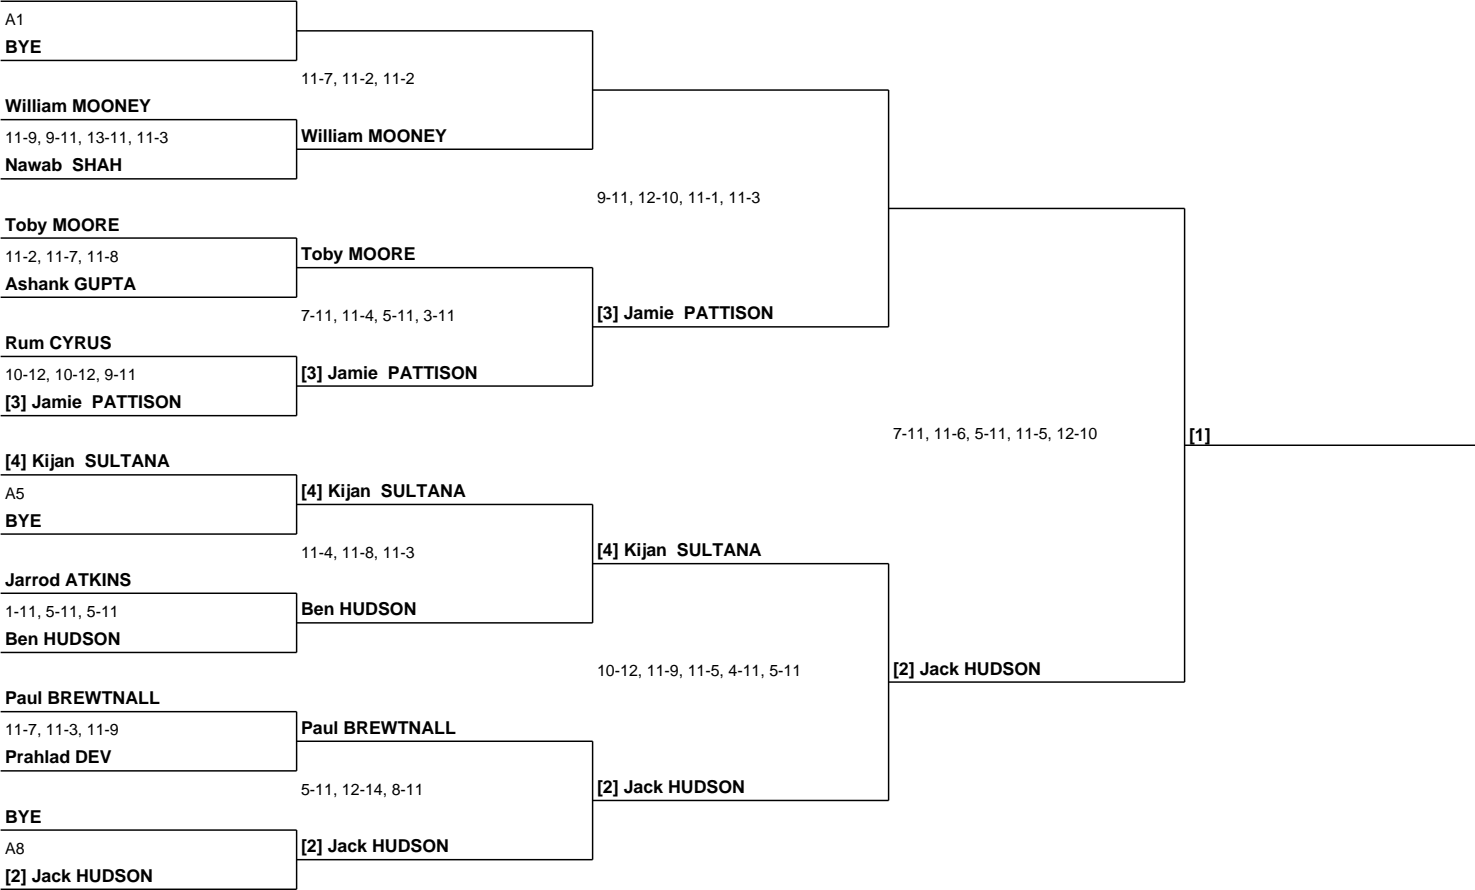 A1
BYE
William MOONEY
11-9, 9-11, 13-11, 11-3
Nawab SHAH
Toby MOORE
11-2, 11-7, 11-8
Ashank GUPTA
Rum CYRUS
10-12, 10-12, 9-11
[3] Jamie PATTISON
[4] Kijan SULTANA
A5
BYE
Jarrod ATKINS
1-11, 5-11, 5-11
Ben HUDSON
Paul BREWTNALL
11-7, 11-3, 11-9
Prahlad DEV
BYE
A8
[2] Jack HUDSON
11-7, 11-2, 11-2
William MOONEY
Toby MOORE
7-11, 11-4, 5-11, 3-11
[3] Jamie PATTISON
[4] Kijan SULTANA
11-4, 11-8, 11-3
Ben HUDSON
Paul BREWTNALL
5-11, 12-14, 8-11
[2] Jack HUDSON
9-11, 12-10, 11-1, 11-3
[3] Jamie PATTISON
[4] Kijan SULTANA
10-12, 11-9, 11-5, 4-11, 5-11
[2] Jack HUDSON
7-11, 11-6, 5-11, 11-5, 12-10
[2] Jack HUDSON
[1]